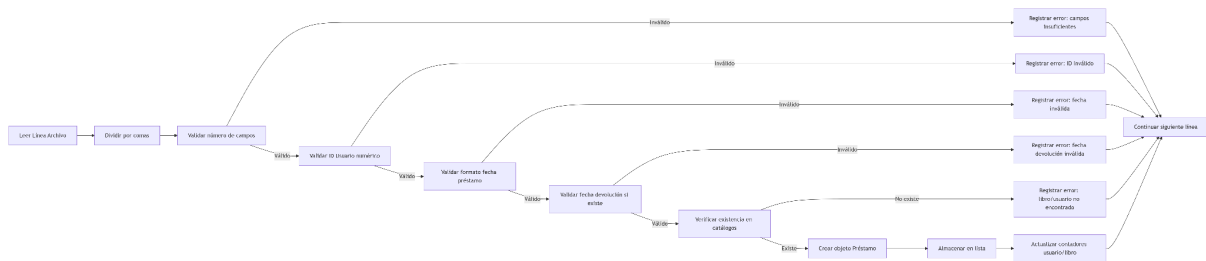 Registrar error: campos
insuficientes
Inválido
Registrar error: ID inválido
Inválido
Registrar error: fecha
inválida
Inválido
Leer Línea Archivo
Dividir por comas
Validar número de campos
Continuar siguiente línea
Válido
Validar ID Usuario numérico
Inválido
Registrar error: fecha
devolución inválida
Válido
Validar formato fecha
préstamo
Válido
Validar fecha devolución si
existe
No existe
Registrar error:
libro/usuario no
encontrado
Válido
Verificar existencia en
catálogos
Existe
Crear objeto Préstamo
Almacenar en lista
Actualizar contadores
usuario/libro